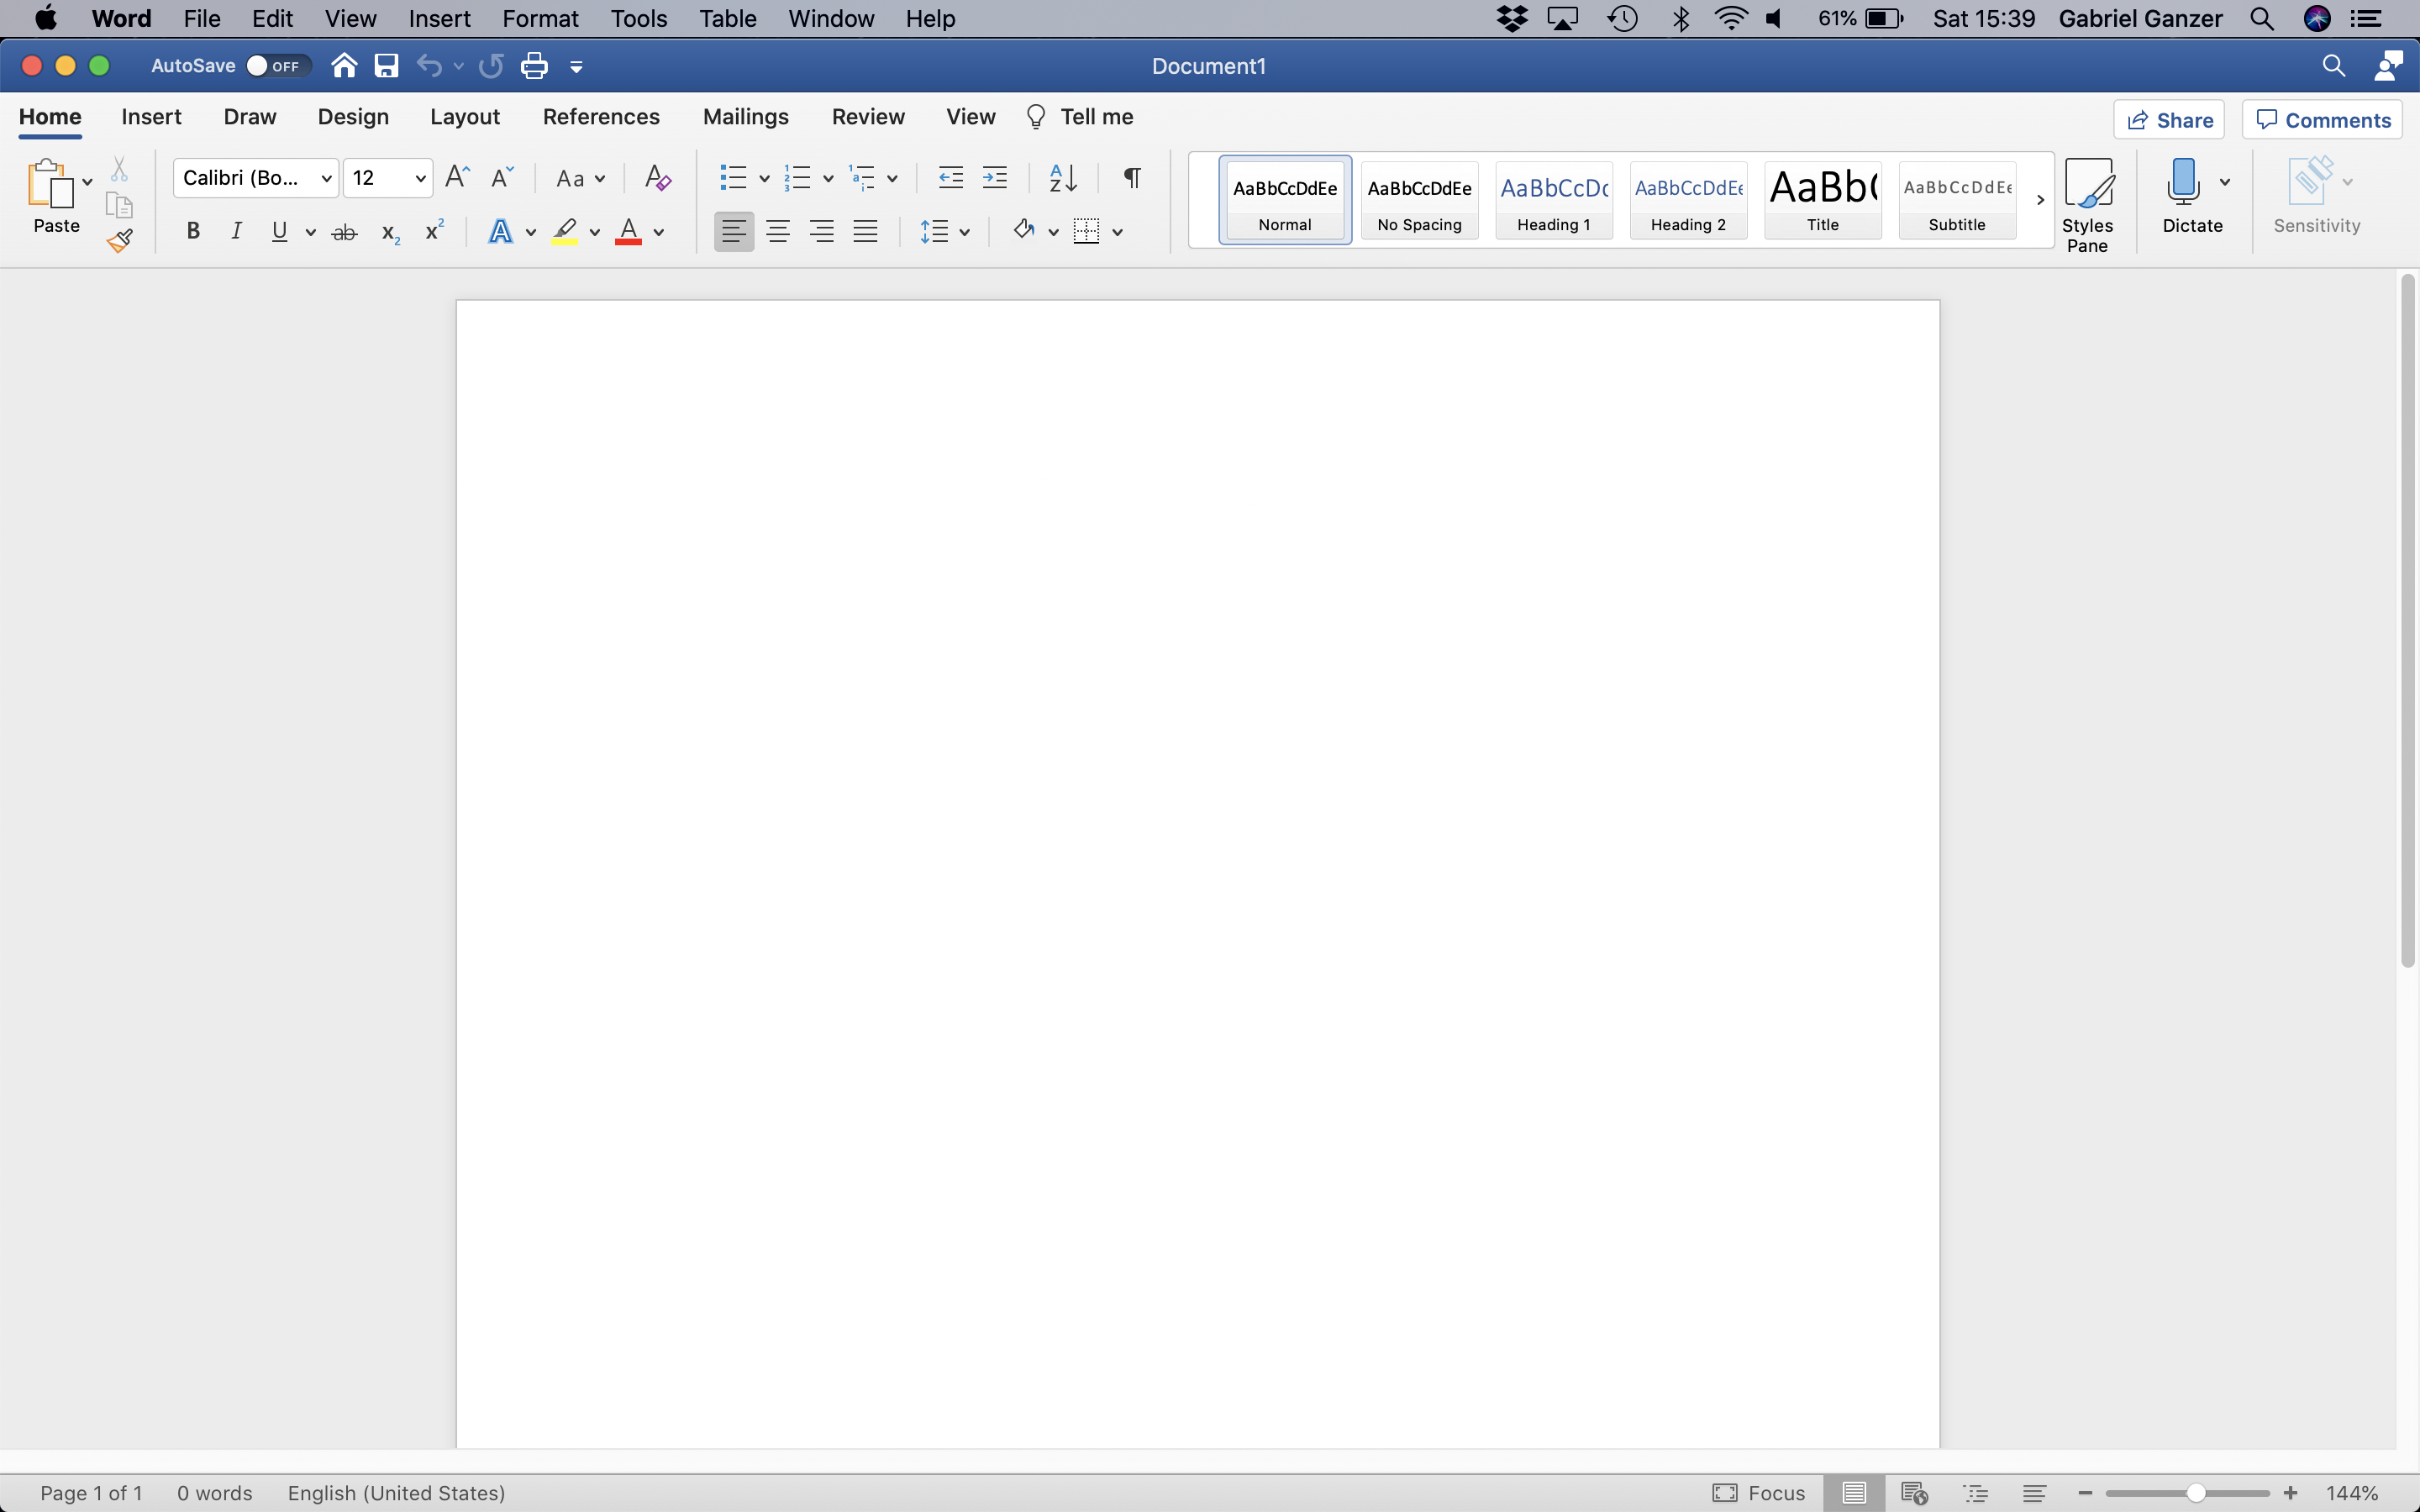 Word File Edit View Insert Format Tools Table Window Help 61% Sat 15:39 Gabriel Ganzer
AutoSave OFF Document1
Home Insert Draw Design Layout References Mailings Review View Tell me Share Comments
Paste Calibri (Bo... 12 Aa
AaBbCcDdEe AaBbCcDdEe AaBbCcDc AaBbCcDdEe AaBb( AaBbCcDdEe
Normal No Spacing Heading 1 Heading 2 Title Subtitle
Styles Pane Dictate Sensitivity
Page 1 of 1 0 words English (United States) Focus 144%